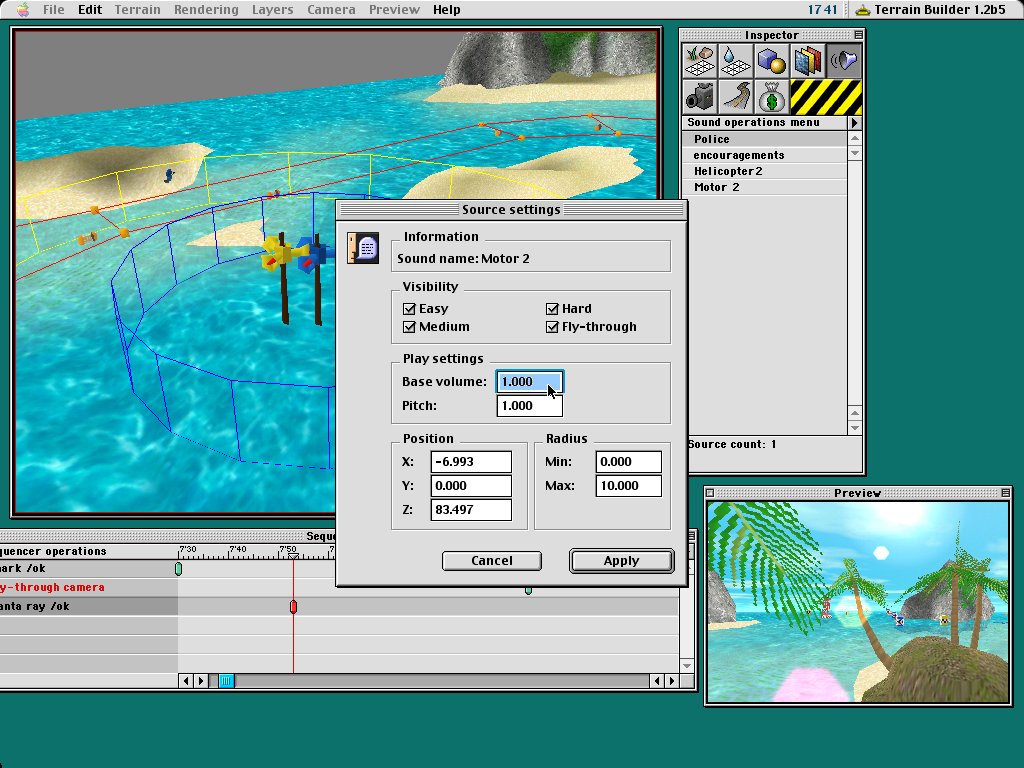 File Edit Terrain Rendering Layers Camera Preview Help 17 41 Terrain Builder 1.2b5
Inspector
Sound operations menu
Police
encouragements
Helicopter2
Motor 2
Source count: 1
Source settings
Information
Sound name: Motor 2
Visibility
Easy Hard
Medium Fly-through
Play settings
Base volume: 1.000
Pitch: 1.000
Position Radius
X: -6.993 Min: 0.000
Y: 0.000 Max: 10.000
Z: 83.497
Cancel Apply
Preview
Seque
quencer operations 7'30 7'40 7'50
ark /ok
y-through camera
anta ray /ok